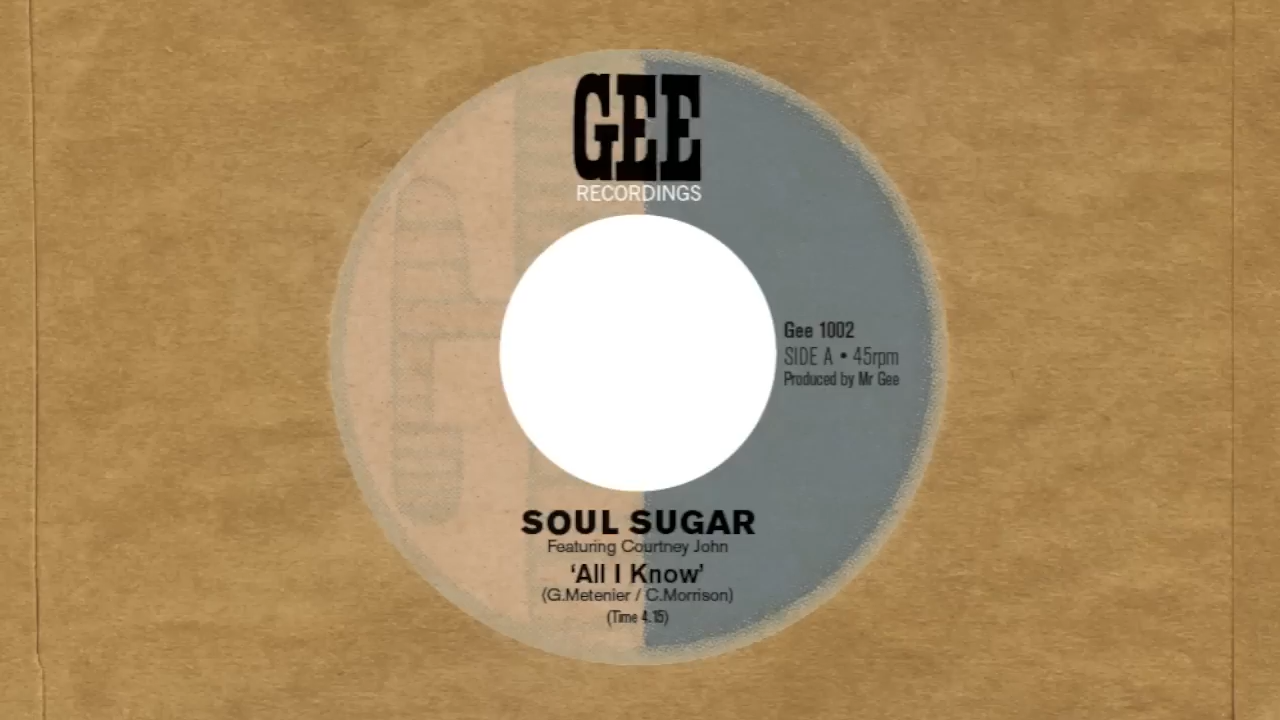 GEE
RECORDINGS
Gee 1002
SIDE A • 45rpm
Produced by Mr Gee
SOUL SUGAR
Featuring Courtney John
‘All I Know’
(G.Metenier / C.Morrison)
(Time 4.15)